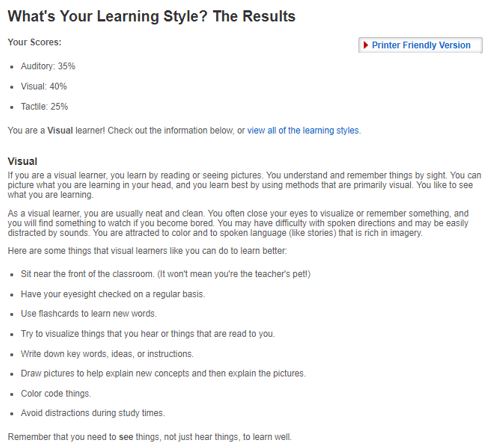 What's Your Learning Style? The Results
Your Scores:
Printer Friendly Version
Auditory: 35%
Visual: 40%
Tactile: 25%
You are a Visual learner! Check out the information below, or view all of the learning styles.
Visual
If you are a visual learner, you learn by reading or seeing pictures. You understand and remember things by sight. You can
picture what you are learning in your head, and you learn best by using methods that are primarily visual. You like to see
what you are learning.
As a visual learner, you are usually neat and clean. You often close your eyes to visualize or remember something, and
you will find something to watch if you become bored. You may have difficulty with spoken directions and may be easily
distracted by sounds. You are attracted to color and to spoken language (like stories) that is rich in imagery.
Here are some things that visual learners like you can do to learn better:
Sit near the front of the classroom. (It won't mean you're the teacher's pet!)
Have your eyesight checked on a regular basis.
Use flashcards to learn new words.
Try to visualize things that you hear or things that are read to you.
Write down key words, ideas, or instructions.
Draw pictures to help explain new concepts and then explain the pictures.
Color code things.
Avoid distractions during study times.
Remember that you need to see things, not just hear things, to learn well.